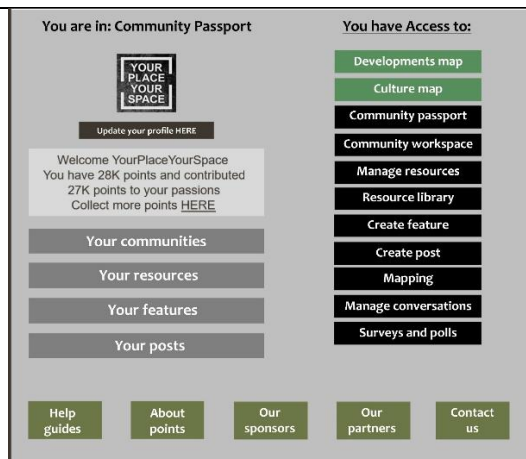 You are in: Community Passport
YOUR
PLACE
YOUR
SPACE
Update your profile HERE
Welcome YourPlaceYourSpace
You have 28K points and contributed
27K points to your passions
Collect more points HERE
Your communities
Your resources
Your features
Your posts
You have Access to:
Developments map
Culture map
Community passport
Community workspace
Manage resources
Resource library
Create feature
Create post
Mapping
Manage conversations
Surveys and polls
Help
guides
About
points
Our
sponsors
Our
partners
Contact
us